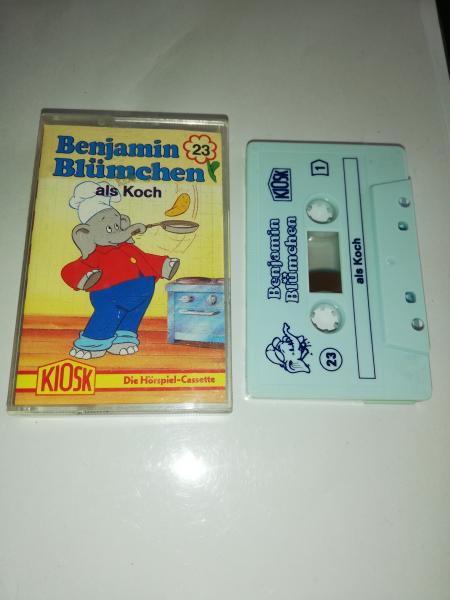 Benjamin
Blümchen
23
als Koch
KIOSK
Die Hörspiel-Cassette
KIOSK
1
Benjamin
Blümchen
als Koch
23